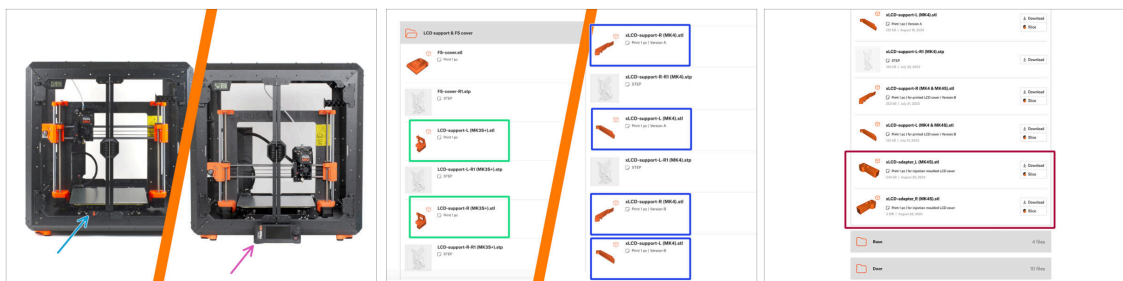 LCD support & FS cover
FS-cover.stl
Print 1 pc
FS-cover-R1.stp
STEP
LCD-support-L (MK3S+).stl
Print 1 pc
LCD-support-L-R1 (MK3S+).stp
STEP
LCD-support-R (MK3S+).stl
Print 1 pc
LCD-support-R-R1 (MK3S+).stp
STEP
xLCD-support-R (MK4).stl
Print 1 pc | Version A
xLCD-support-R-R1 (MK4).stp
STEP
xLCD-support-L (MK4).stl
Print 1 pc | Version A
xLCD-support-L-R1 (MK4).stp
STEP
xLCD-support-R (MK4).stl
Print 1 pc | Version B
xLCD-support-L (MK4).stl
Print 1 pc | Version B
xLCD-support-L (MK4).stl
Print 1 pc | Version A
Download
Slice
xLCD-support-L-R1 (MK4).stp
STEP
Download
xLCD-support-R (MK4 & MK4S).stl
Print 1 pc | for printed LCD cover | Version B
Download
Slice
xLCD-support-L (MK4 & MK4S).stl
Print 1 pc | for printed LCD cover | Version B
Download
Slice
xLCD-adapter_L (MK4S).stl
Print 1 pc | for injection moulded LCD cover
Download
Slice
xLCD-adapter_R (MK4S).stl
Print 1 pc | for injection moulded LCD cover
Download
Slice
Base
4 files
Door
10 files